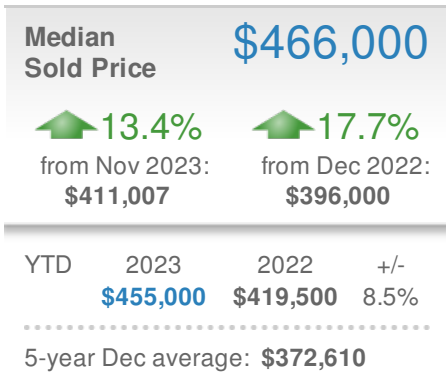 Median
Sold Price
$466,000
13.4%
17.7%
from Nov 2023:
from Dec 2022:
$411,007
$396,000
YTD 2023 2022 +/-
$455,000 $419,500 8.5%
5-year Dec average: $372,610